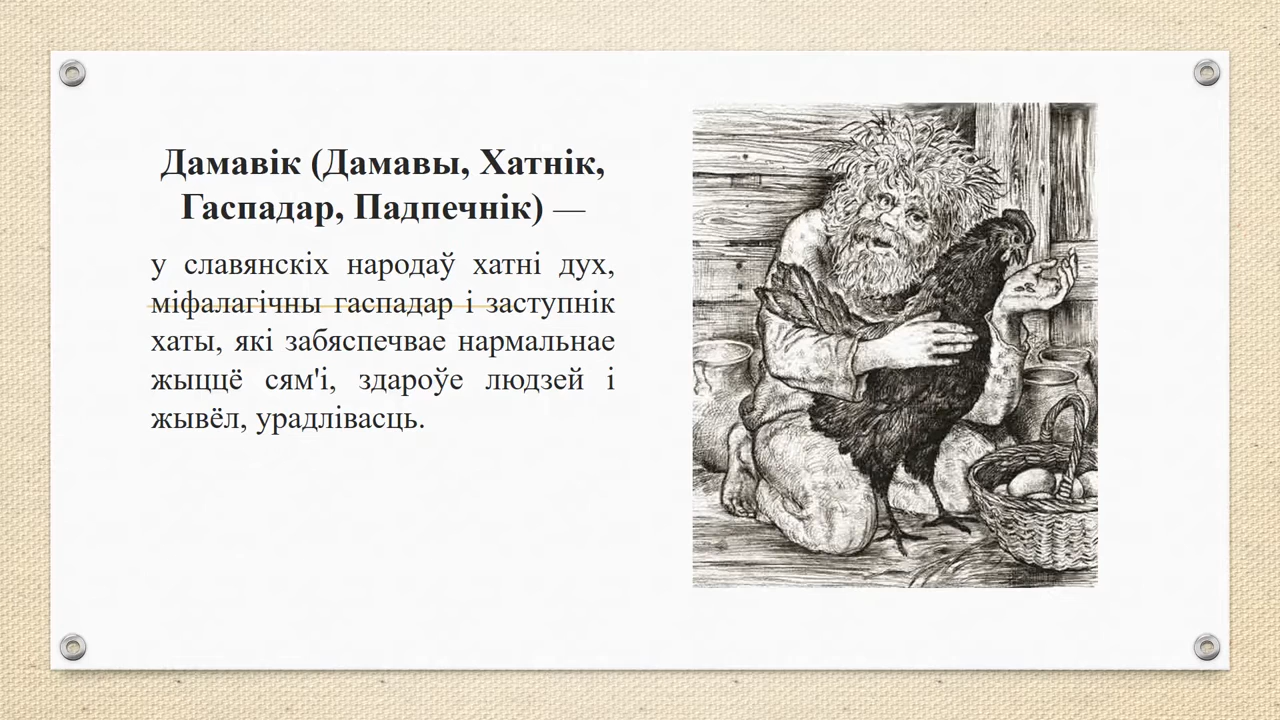 Дамавік (Дамавы, Хатнік,
Гаспадар, Падпечнік) —
у славянскіх народаў хатні дух,
міфалагічны гаспадар і заступнік
хаты, які забяспечвае нармальнае
жыццё сям'і, здароўе людзей і
жывёл, урадлівасць.